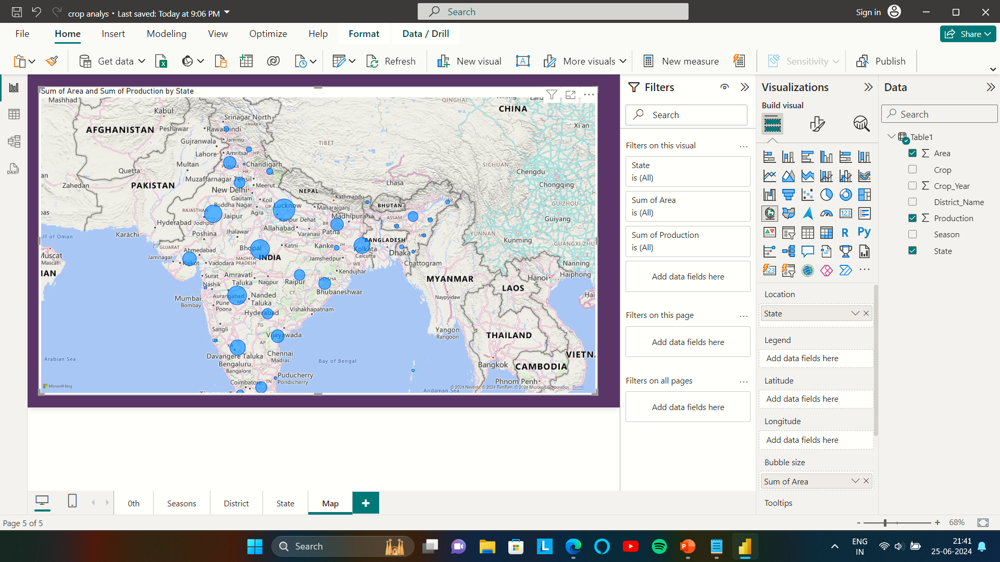 crop analys • Last saved: Today at 9:06 PM
Search
Sign in
File
Home
Insert
Modeling
View
Optimize
Help
Format
Data / Drill
Share
Get data
Refresh
New visual
More visuals
New measure
Sensitivity
Publish
Sum of Area and Sum of Production by State
Mashhad
QINGHAI
Kabul
CHINA
Srinagar North
LADAKH
AFGHANISTAN
Peshawar
Rawalpindi
Xi'an
Gujranwala
Jammu
TIBET
Lahore
Amritsar
HP
Multan
PUNJAB
Chandigarh
SICHUAN
Quetta
HR
Chengdu
Muzaffarnagar Tehsil
Zahedan
PAKISTAN
Meerut
Lhasa
Chongqing
New Delhi
NEPAL
Gautam
Buddha Nagar
Koil
Kathmandu
GUIZHOU
UP
Lucknow
Maharajganj
BHUTAN
RAJASTHAN
Jaipur
Agra
Madhipura
ASSAM
Hyderabad
Jodhpur
Kanpur Dehat
BR
Guiyang
Poshina
Jhalawar
Allahabad
Varanasi
Patna
Karachi
YUNNAN
Gulf of Oman
GUJARAT
Ahmedabad
Bhopal
Katni
Kanke
JH
BANGLADESH
Kunming
GUANGXI ZHU
Muscat
Mascat
Jamnagar
Rajkot
Vadodara
MADHYA
PRADESH
INDIA
Jamshedpur
Kolkata
Calcutta
Dhaka
MZ
Nanning
WB
Chattogram
Surat
Amravati
Taluka
Nagpur
Raipur
ODISHA
Kendujhar
Hanoi
Haiphong
Nashik
MYANMAR
LAOS
Aurangabad
CT
Bhubaneshwar
Mumbai
Bombay
Pune
Poona
MH
Nanded
Taluka
Naypyidaw
Hyderabad
Vishakhapatnam
Sangli
TG
Yangon
Rangoon
THAILAND
Vijayawada
AP
KA
Davangere Taluka
Chennai
Madras
Arabian Sea
Bay of Bengal
VIETN
Bengaluru
Bangalore
Bangkok
CAMBODIA
Puducherry
Pondicherry
Coimbatore
TN
Phnom Penh
Microsoft Bing
Andaman Sea
© 2024 NavInfo, © 2024 TomTom, © 2024 Microsoft Corporation Terms
Filters
Search
Filters on this visual
State
is (All)
Sum of Area
is (All)
Sum of Production
is (All)
Add data fields here
Filters on this page
Add data fields here
Filters on all pages
Add data fields here
Visualizations
Build visual
123
R
Py
123
Location
State
Legend
Add data fields here
Latitude
Add data fields here
Longitude
Add data fields here
Bubble size
Sum of Area
Tooltips
Data
Search
Table1
Area
Crop
Crop_Year
District_Name
Production
Season
State
0th
Seasons
District
State
Map
Page 5 of 5
68%
Search
ENG
IN
21:41
25-06-2024